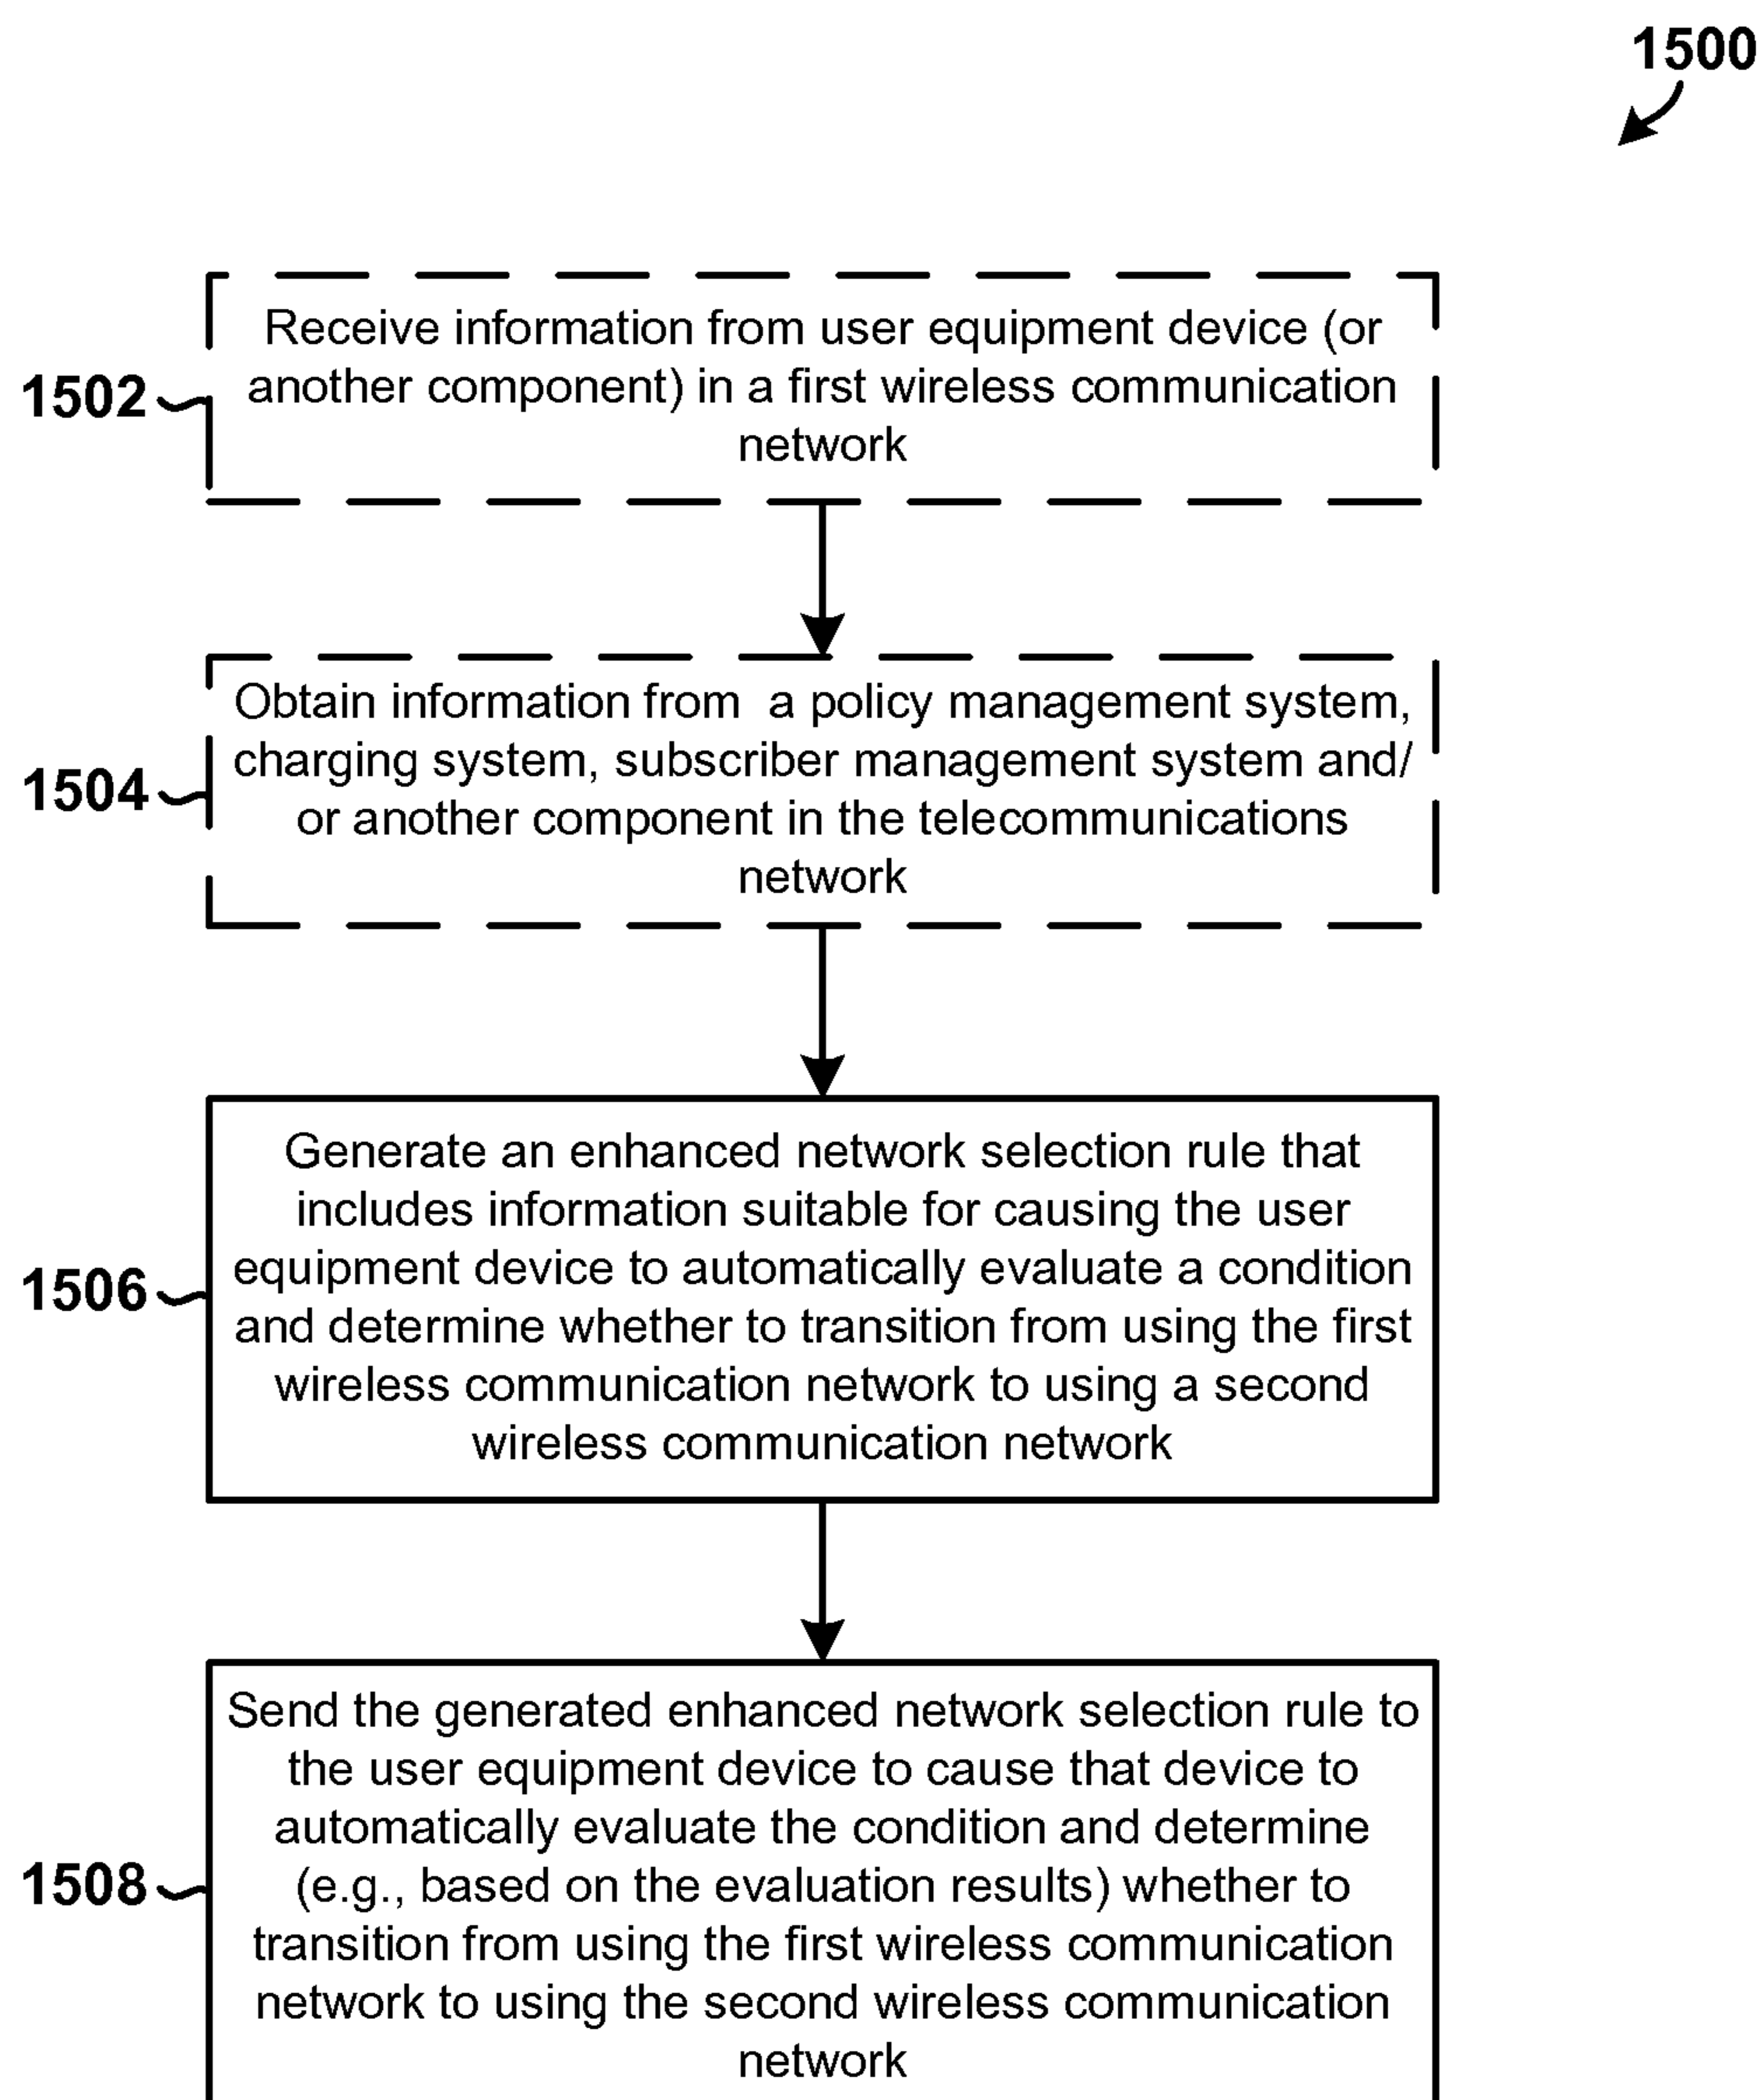 1500
Receive information from user equipment device (or
another component) in a first wireless communication
network
1502
Obtain information from a policy management system,
charging system, subscriber management system and/
or another component in the telecommunications
network
1504
Generate an enhanced network selection rule that
includes information suitable for causing the user
equipment device to automatically evaluate a condition
and determine whether to transition from using the first
wireless communication network to using a second
wireless communication network
1506
Send the generated enhanced network selection rule to
the user equipment device to cause that device to
automatically evaluate the condition and determine
(e.g., based on the evaluation results) whether to
transition from using the first wireless communication
network to using the second wireless communication
network
1508